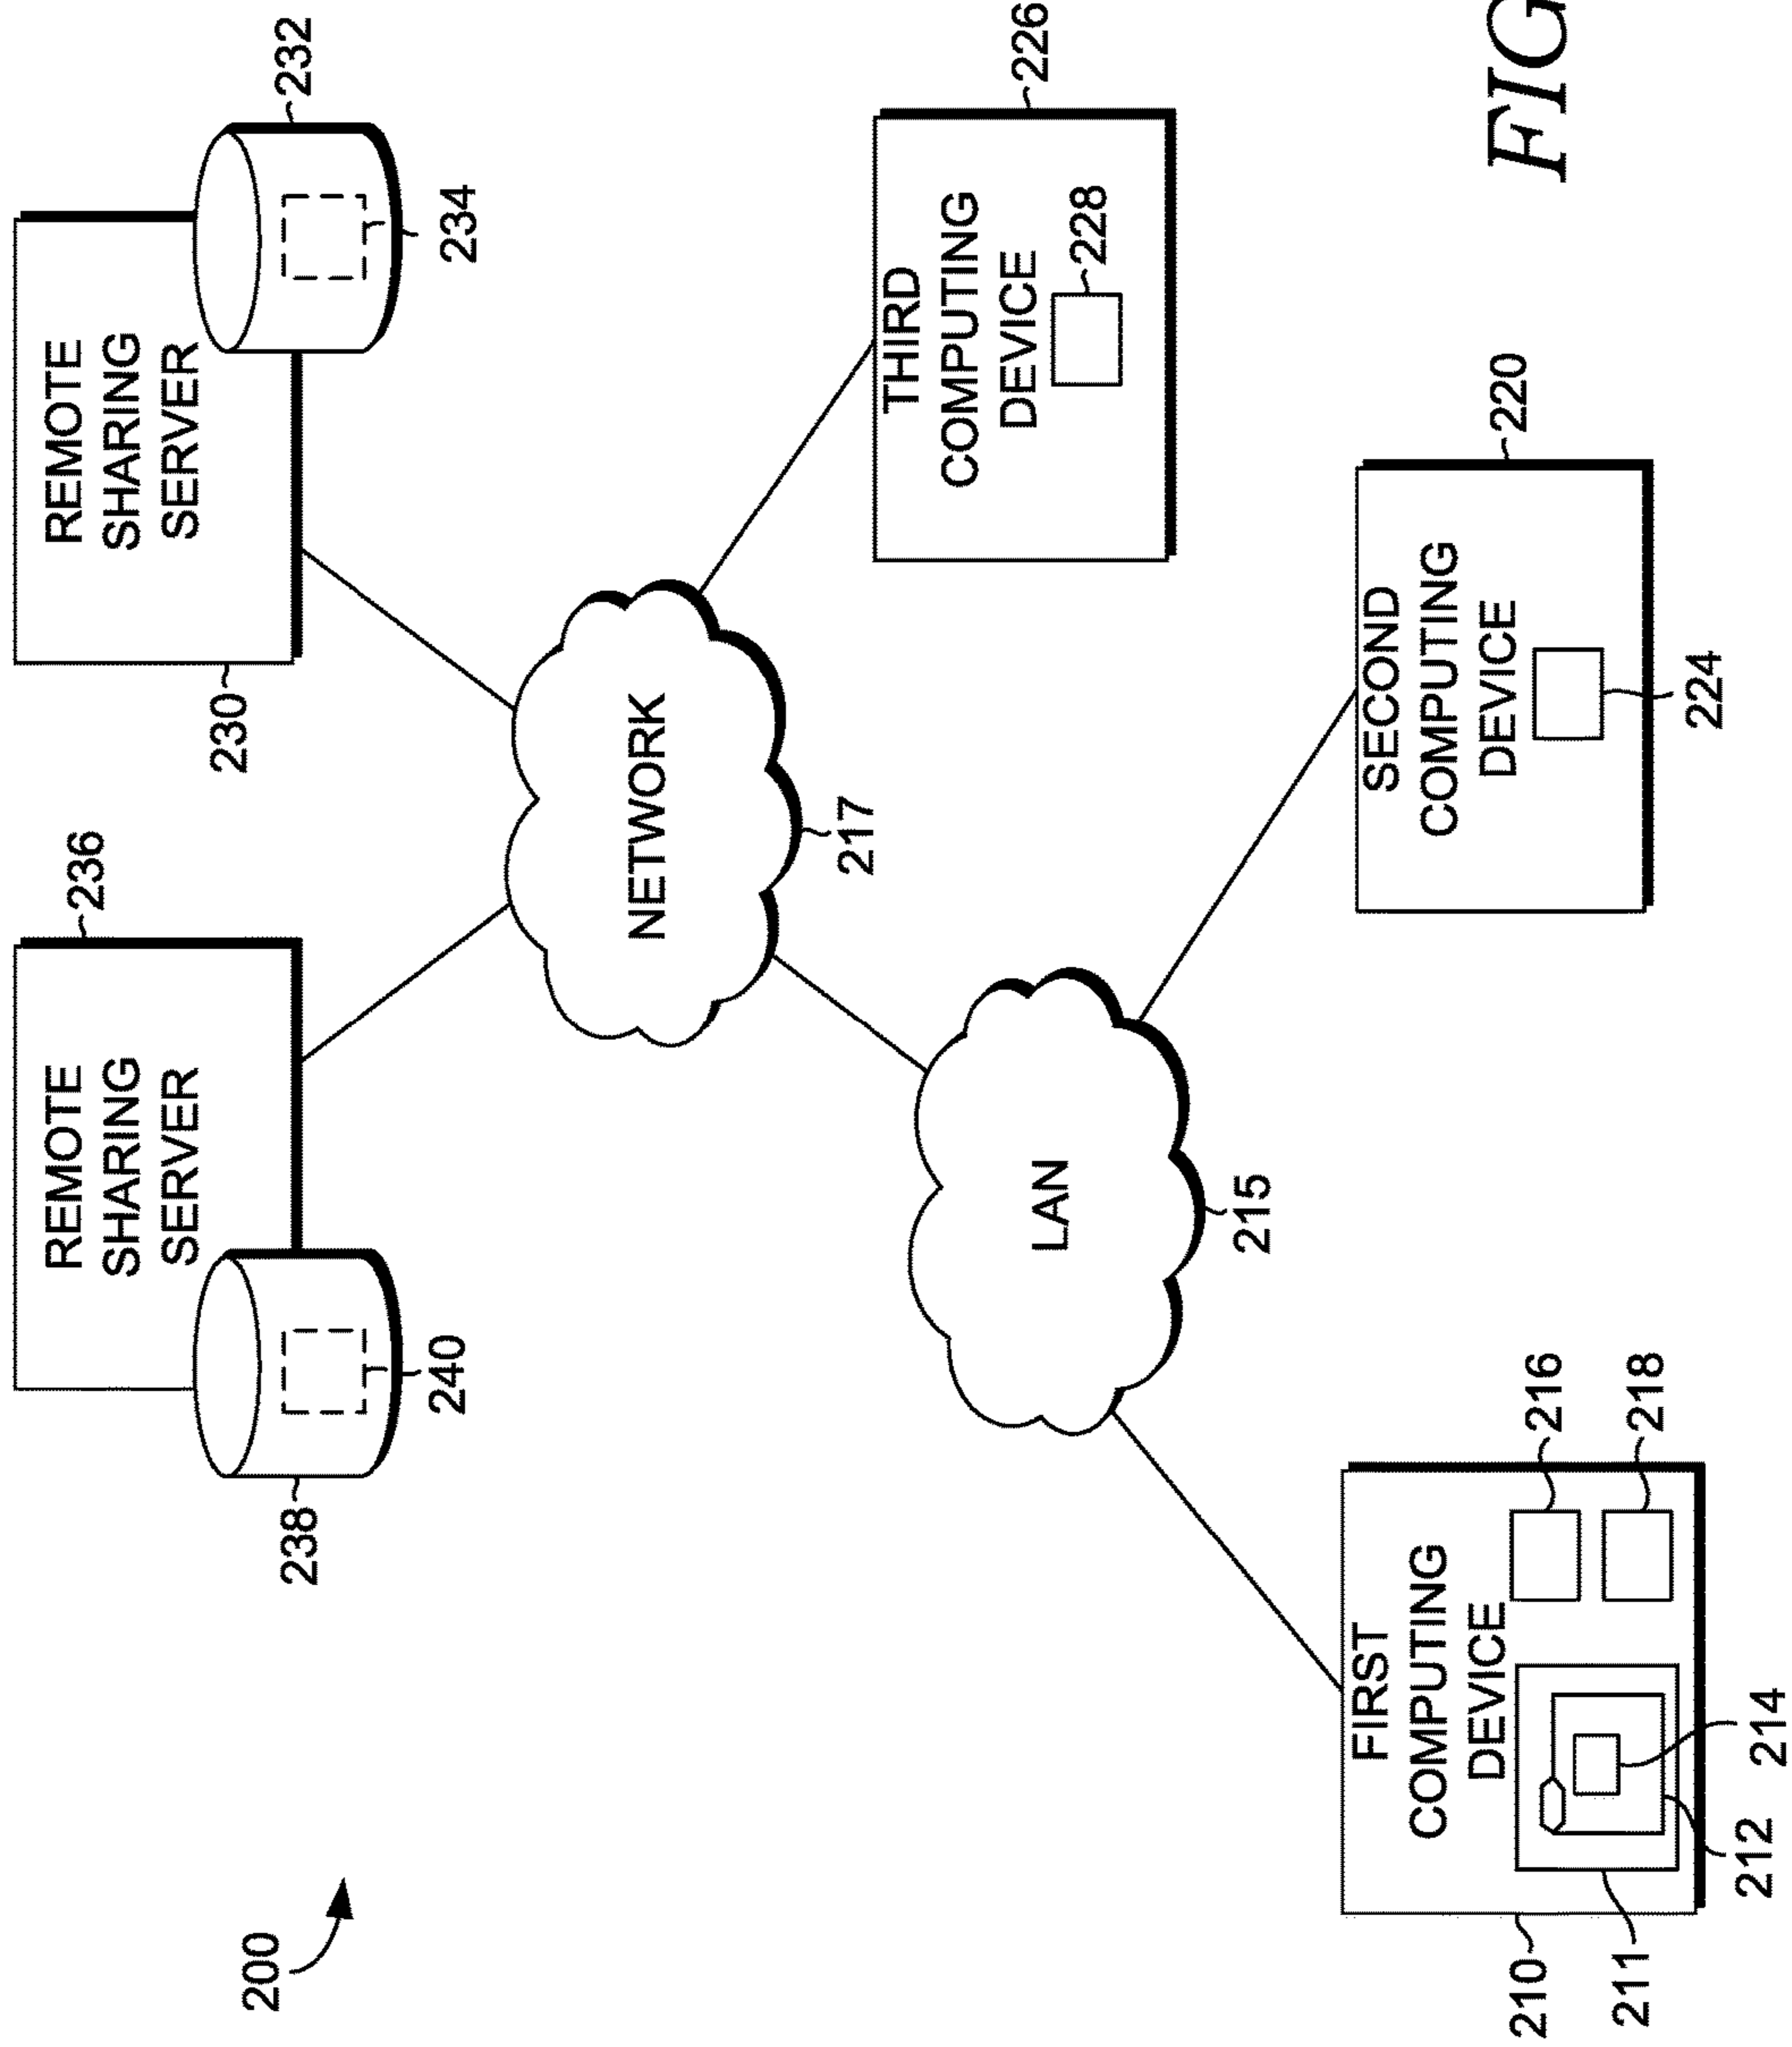 200
236
REMOTE
SHARING
SERVER
238
240
REMOTE
SHARING
SERVER
230
232
234
NETWORK
217
LAN
215
THIRD
COMPUTING
DEVICE
226
228
SECOND
COMPUTING
DEVICE
220
224
FIRST
COMPUTING
DEVICE
210
211
212
214
216
218
FIG